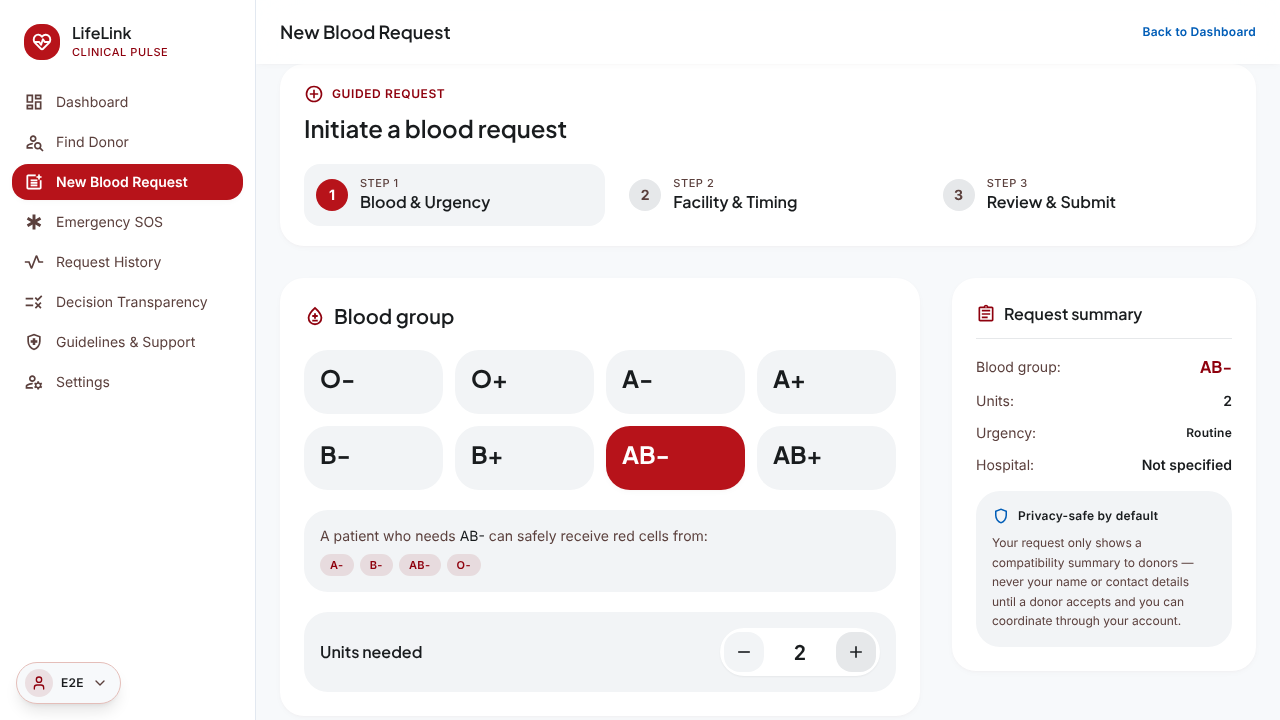 LifeLink
CLINICAL PULSE
Dashboard
Find Donor
New Blood Request
Emergency SOS
Request History
Decision Transparency
Guidelines & Support
Settings
E2E
New Blood Request
Back to Dashboard
GUIDED REQUEST
Initiate a blood request
1
STEP 1
Blood & Urgency
2
STEP 2
Facility & Timing
3
STEP 3
Review & Submit
Blood group
O− O+ A− A+
B− B+ AB− AB+
A patient who needs AB- can safely receive red cells from:
A- B- AB- O-
Units needed
− 2 +
Request summary
Blood group: AB−
Units: 2
Urgency: Routine
Hospital: Not specified
Privacy-safe by default
Your request only shows a
compatibility summary to donors —
never your name or contact details
until a donor accepts and you can
coordinate through your account.